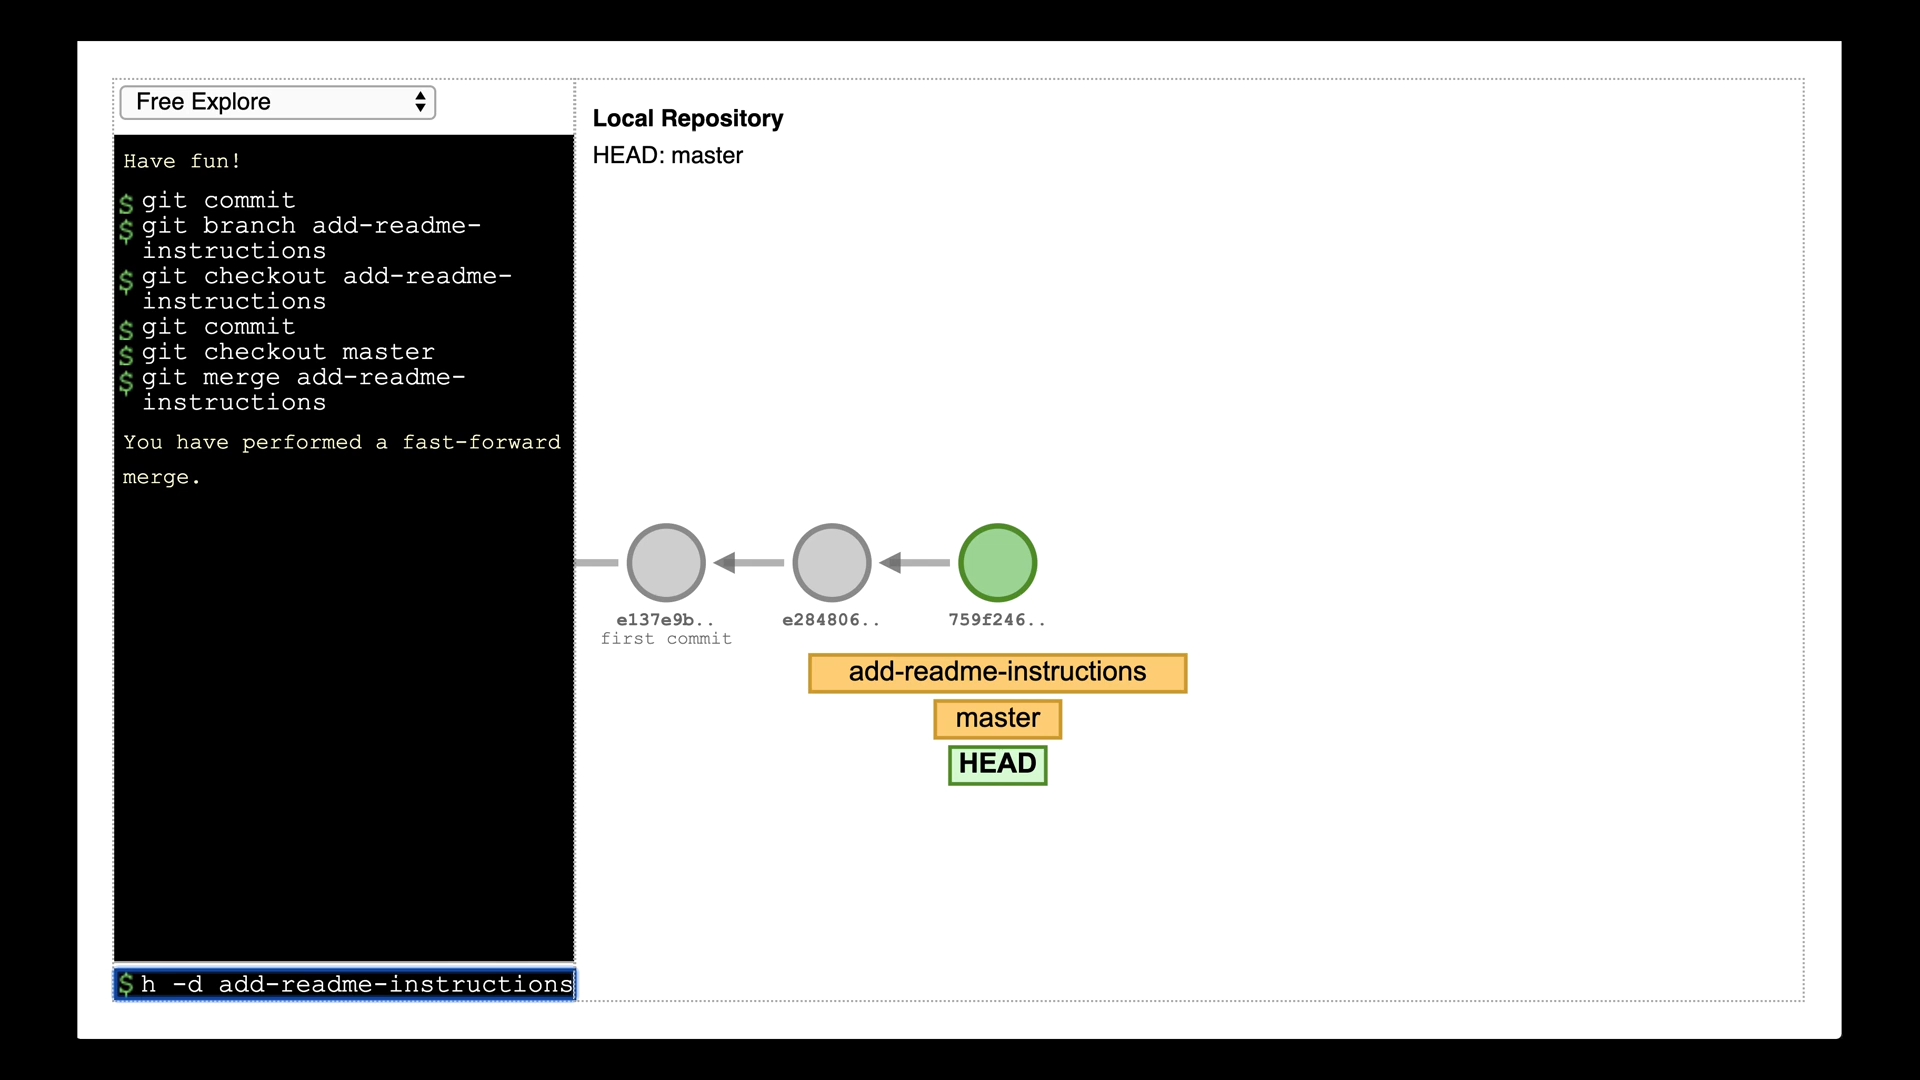 Free Explore
Have fun!
$ git commit
$ git branch add-readme-
instructions
$ git checkout add-readme-
instructions
$ git commit
$ git checkout master
$ git merge add-readme-
instructions
You have performed a fast-forward
merge.
$ h -d add-readme-instructions
Local Repository
HEAD: master
e137e9b..
first commit
e284806..
759f246..
add-readme-instructions
master
HEAD